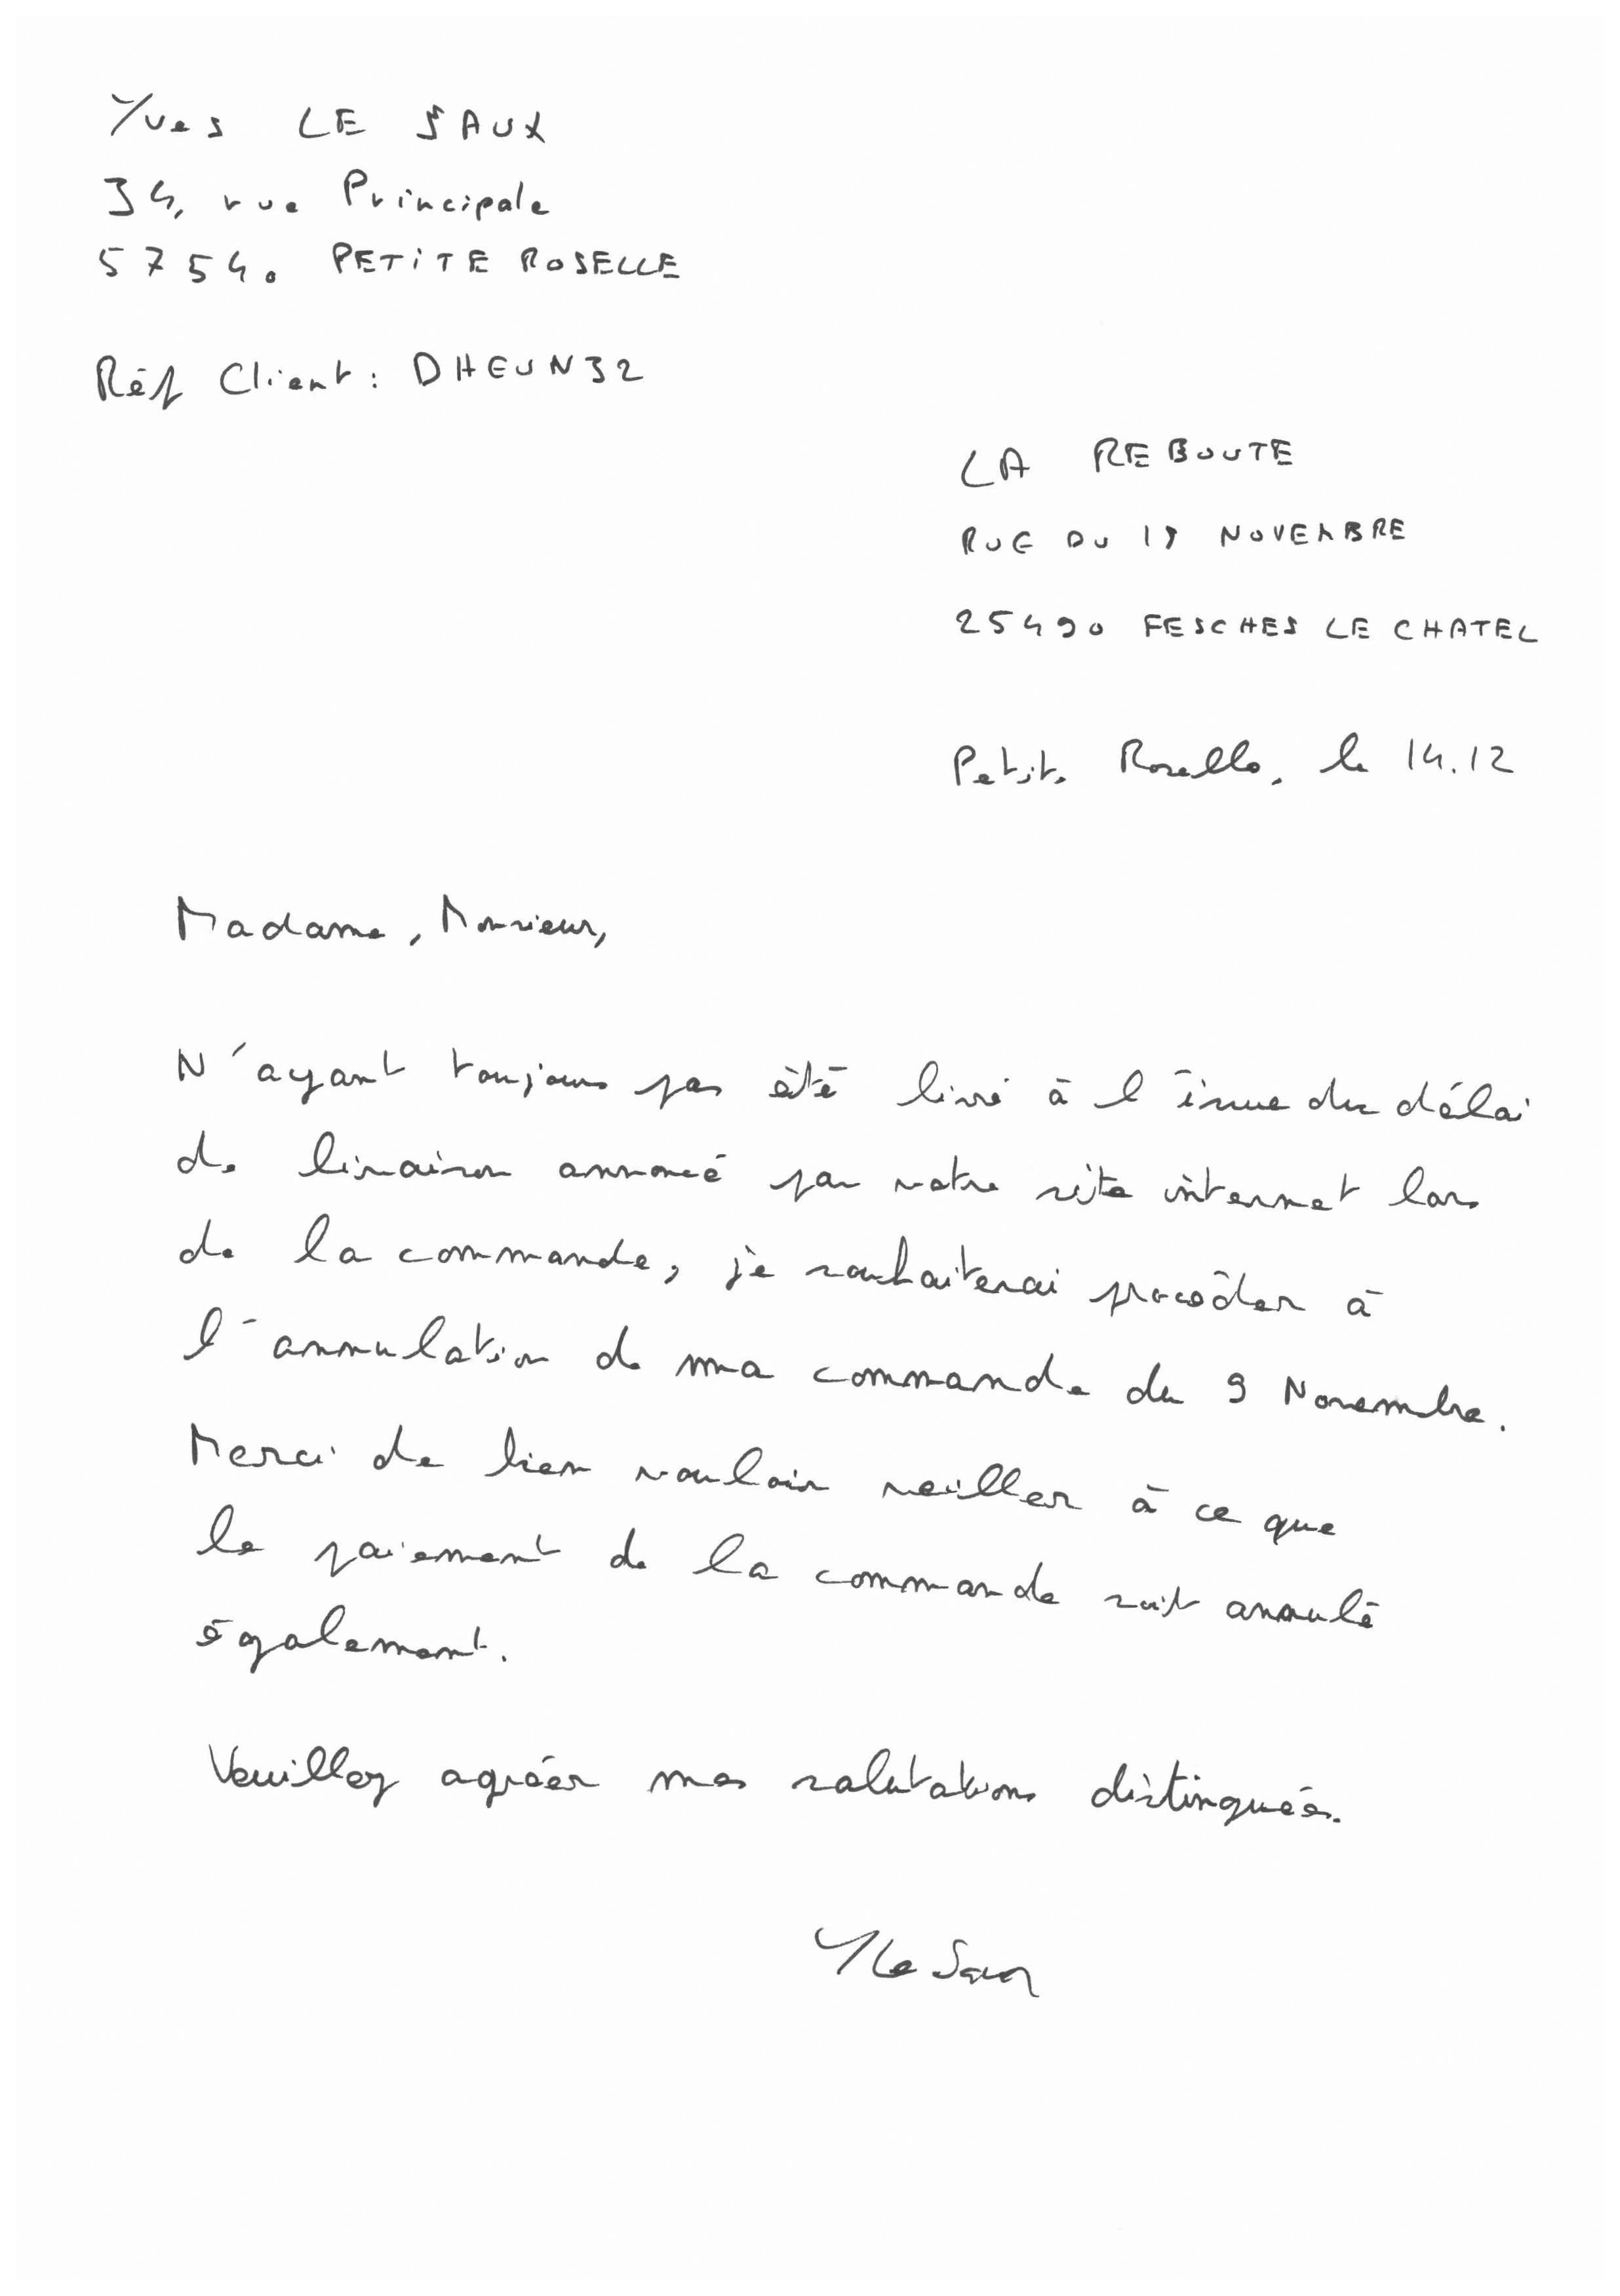 Yves LE SAUX
34, rue Principale
57540 PETITE ROSELLE
Réf Client : DHEUN32
LA REBOUTE
RUE DU 19 NOVEMBRE
25490 FESCHES LE CHATEL
Petite Roselle, le 14.12
Madame, Monsieur,
N'ayant toujours pas été livré à l'issue du délai
de livraison annoncé par votre site internet lors
de la commande, je souhaiterai procéder à
l'annulation de ma commande du 9 Novembre.
Merci de bien vouloir veiller à ce que
le paiement de la commande soit annulé
également.
Veuillez agréer mes salutations distinguées.
YLe Saux